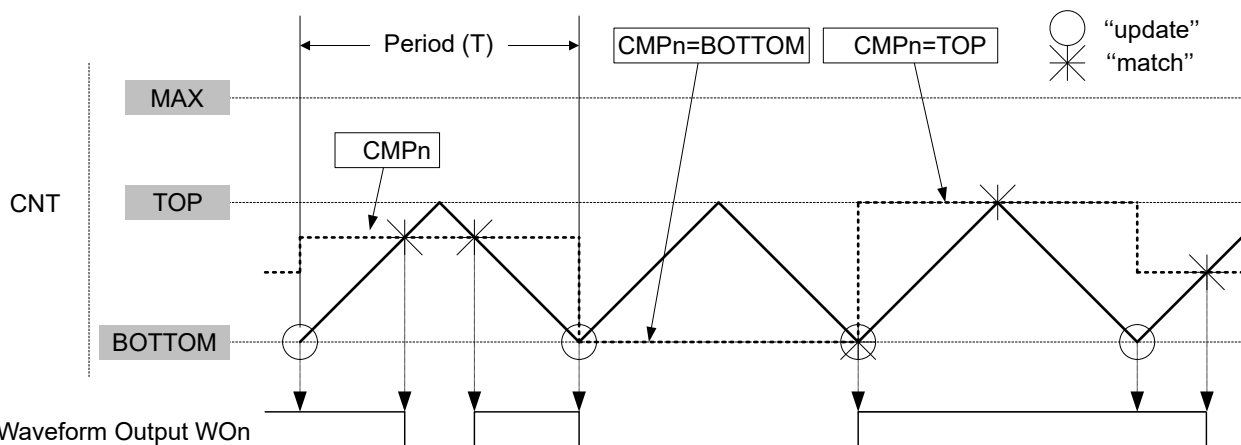 Period (T)
CMPn=BOTTOM
CMPn=TOP
“update”
“match”
MAX
CMPn
CNT
TOP
BOTTOM
Waveform Output WOn